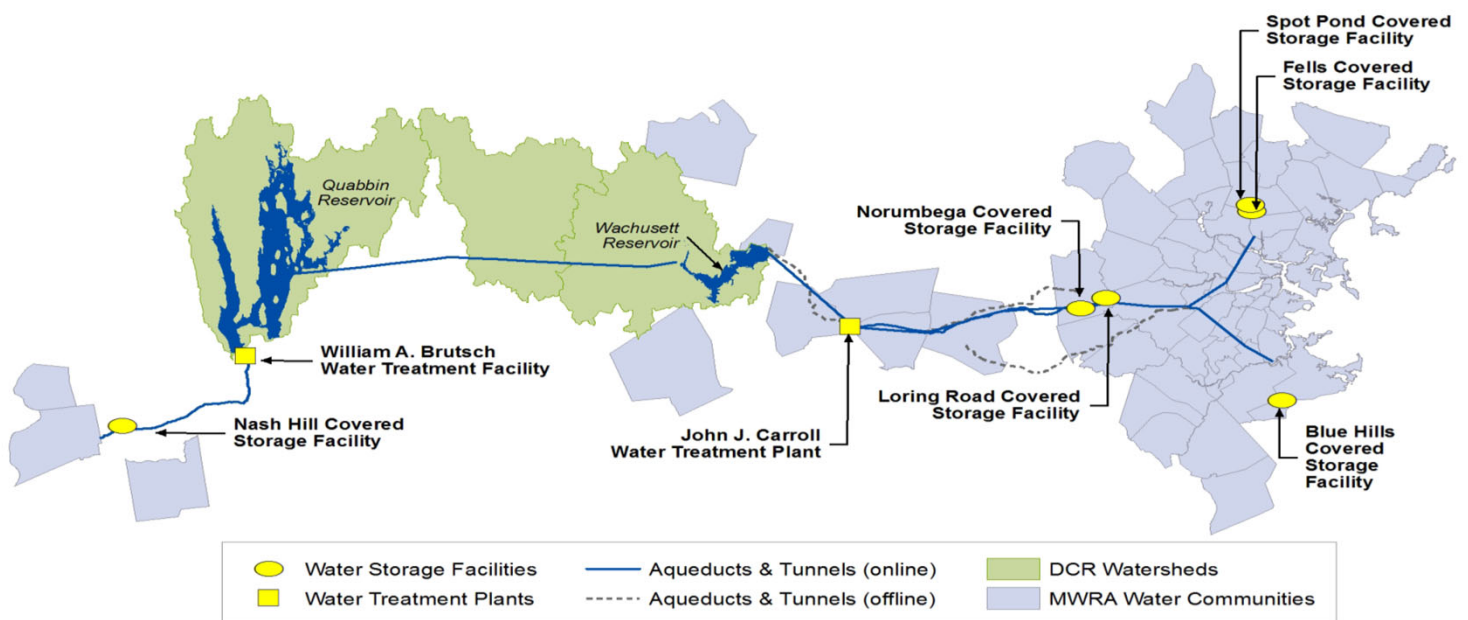 Spot Pond Covered
Storage Facility
Fells Covered
Storage Facility
Quabbin
Reservoir
Wachusett
Reservoir
Norumbega Covered
Storage Facility
William A. Brutsch
Water Treatment Facility
Nash Hill Covered
Storage Facility
John J. Carroll
Water Treatment Plant
Loring Road Covered
Storage Facility
Blue Hills
Covered
Storage
Facility
Water Storage Facilities
Aqueducts & Tunnels (online)
DCR Watersheds
Water Treatment Plants
Aqueducts & Tunnels (offline)
MWRA Water Communities